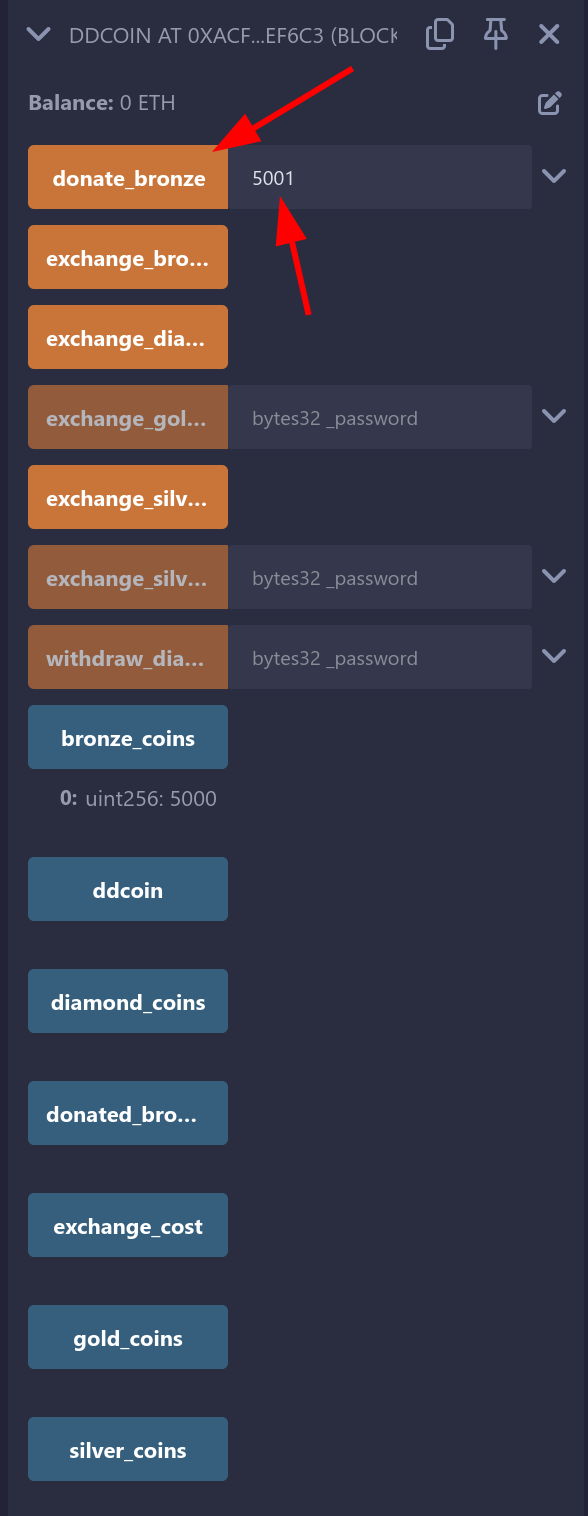 DDCOIN AT 0XACF...EF6C3 (BLOCK
Balance: 0 ETH
donate_bronze 5001
exchange_bro...
exchange_dia...
exchange_gol... bytes32 _password
exchange_silv...
exchange_silv... bytes32 _password
withdraw_dia... bytes32 _password
bronze_coins
0: uint256: 5000
ddcoin
diamond_coins
donated_bro...
exchange_cost
gold_coins
silver_coins